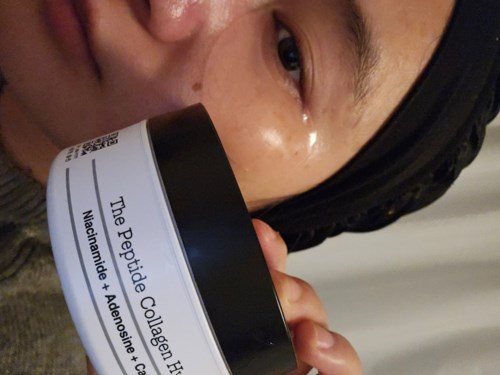 The Peptide Collagen
Niacinamide + Adenosine +